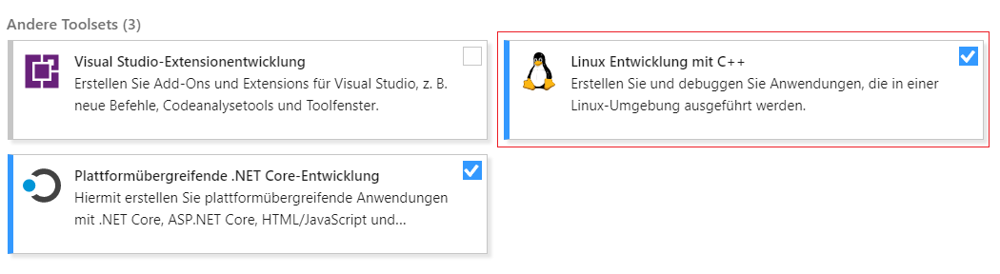 Andere Toolsets (3)
Visual Studio-Extensionentwicklung
Erstellen Sie Add-Ons und Extensions für Visual Studio, z. B.
neue Befehle, Codeanalysetools und Toolfenster.
Linux Entwicklung mit C++
Erstellen Sie und debuggen Sie Anwendungen, die in einer
Linux-Umgebung ausgeführt werden.
Plattformübergreifende .NET Core-Entwicklung
Hiermit erstellen Sie plattformübergreifende Anwendungen
mit .NET Core, ASP.NET Core, HTML/JavaScript und...